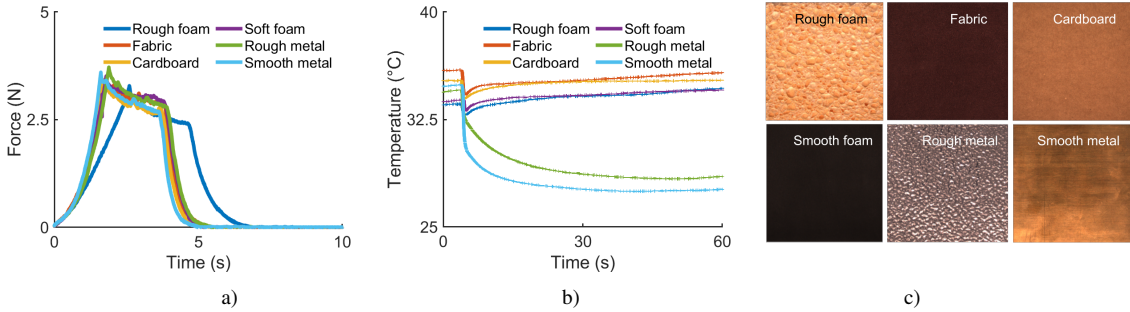 5
2.5
0
Force (N)
Rough foam
Fabric
Cardboard
Soft foam
Rough metal
Smooth metal
0
5
10
Time (s)
a)
40
32.5
25
Temperature (°C)
Rough foam
Fabric
Cardboard
Soft foam
Rough metal
Smooth metal
0
30
60
Time (s)
b)
Rough foam
Fabric
Cardboard
Smooth foam
Rough metal
Smooth metal
c)